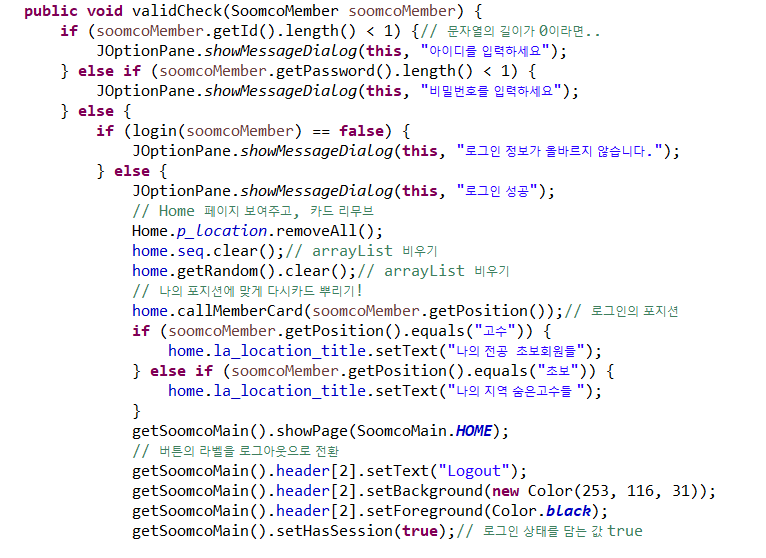 public void validCheck(SoomcoMember soomcoMember) {
if (soomcoMember.getId().length() < 1) {// 문자열의 길이가 0이라면..
JOptionPane.showMessageDialog(this, "아이디를 입력하세요");
} else if (soomcoMember.getPassword().length() < 1) {
JOptionPane.showMessageDialog(this, "비밀번호를 입력하세요");
} else {
if (login(soomcoMember) == false) {
JOptionPane.showMessageDialog(this, "로그인 정보가 올바르지 않습니다.");
} else {
JOptionPane.showMessageDialog(this, "로그인 성공");
// Home 페이지 보여주고, 카드 리무브
Home.p_location.removeAll();
home.seq.clear();// arrayList 비우기
home.getRandom().clear();// arrayList 비우기
// 나의 포지션에 맞게 다시카드 뿌리기!
home.callMemberCard(soomcoMember.getPosition());// 로그인의 포지션
if (soomcoMember.getPosition().equals("고수")) {
home.la_location_title.setText("나의 전공 초보회원들");
} else if (soomcoMember.getPosition().equals("초보")) {
home.la_location_title.setText("나의 지역 숨은고수들 ");
}
getSoomcoMain().showPage(SoomcoMain.HOME);
// 버튼의 라벨을 로그아웃으로 전환
getSoomcoMain().header[2].setText("Logout");
getSoomcoMain().header[2].setBackground(new Color(253, 116, 31));
getSoomcoMain().header[2].setForeground(Color.black);
getSoomcoMain().setHasSession(true);// 로그인 상태를 담는 값 true